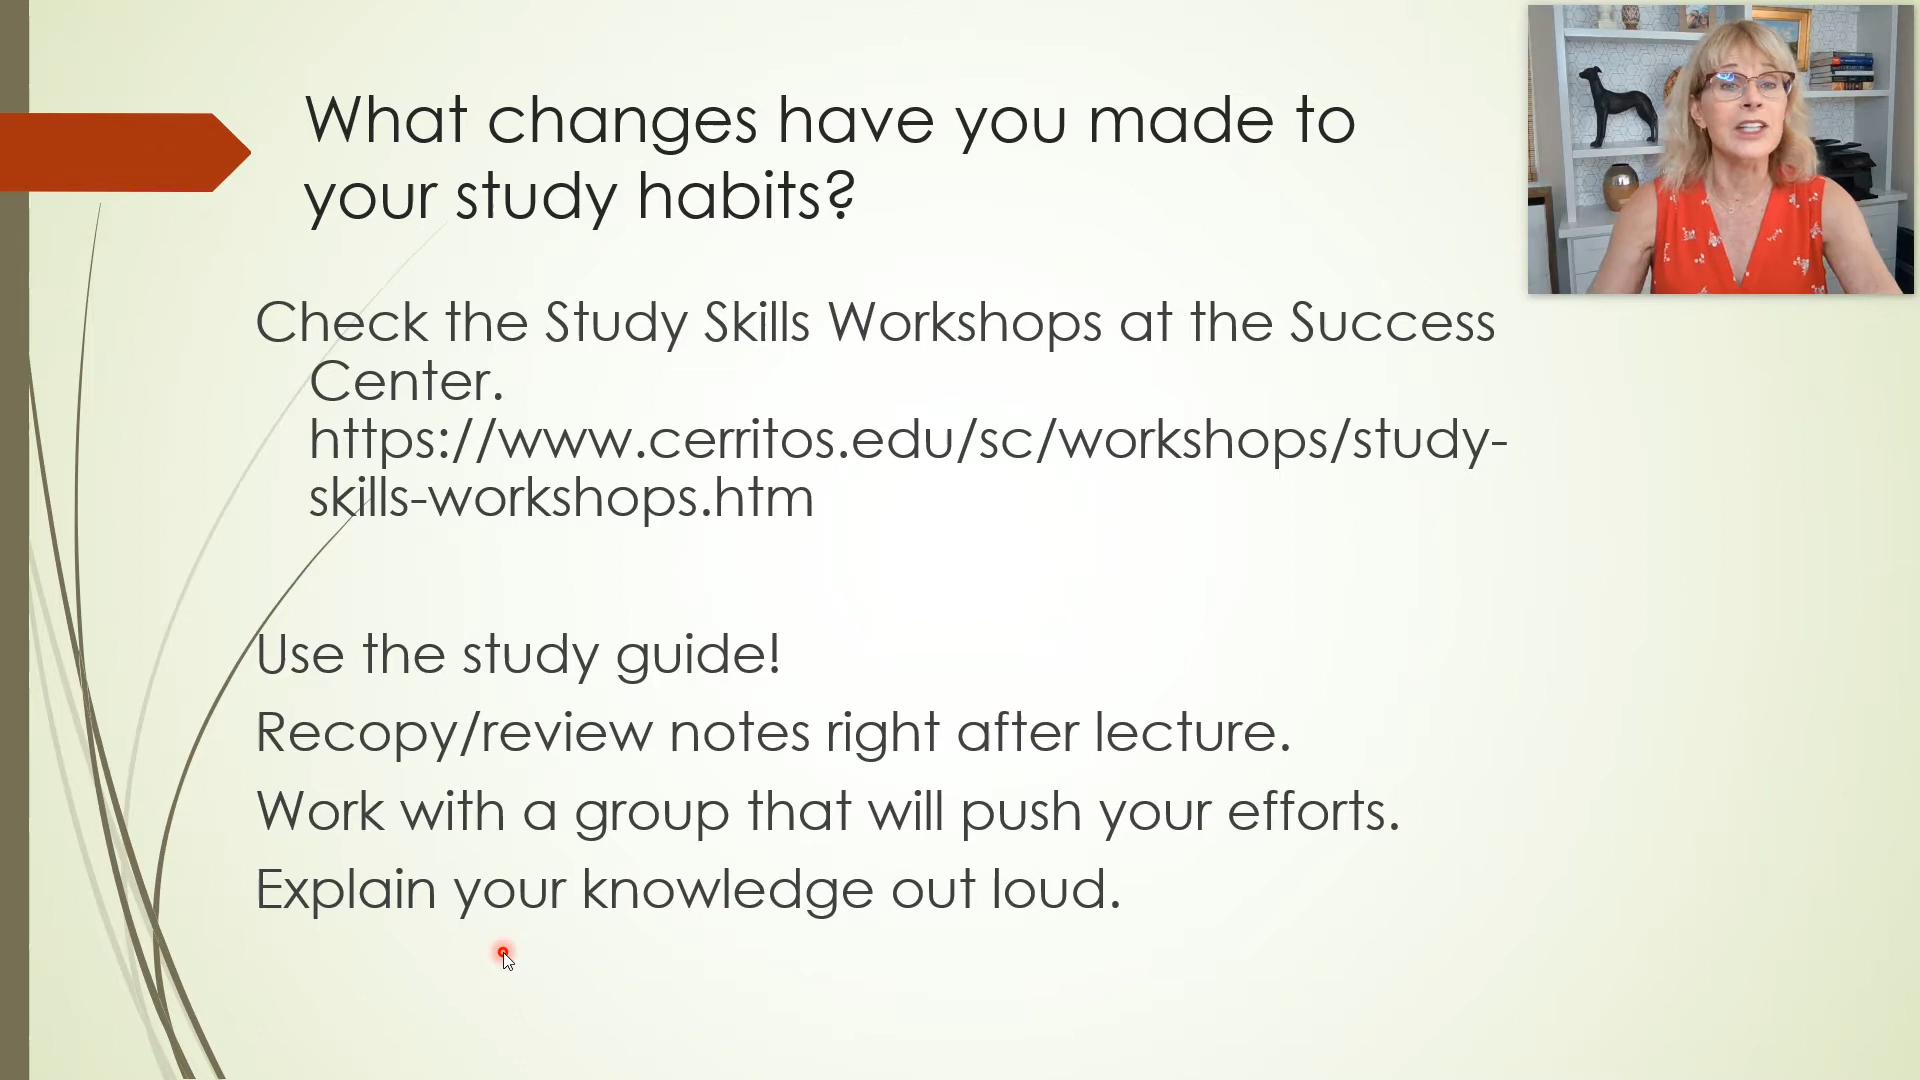 What changes have you made to
your study habits?
Check the Study Skills Workshops at the Success
Center.
https://www.cerritos.edu/sc/workshops/study-
skills-workshops.htm
Use the study guide!
Recopy/review notes right after lecture.
Work with a group that will push your efforts.
Explain your knowledge out loud.